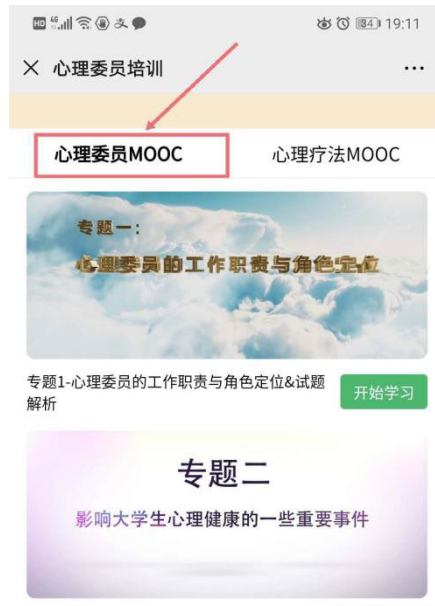 HD 46 84 19:11
心理委员培训
心理委员MOOC
心理疗法MOOC
专题一：
心理委员的工作职责与角色定位
专题1-心理委员的工作职责与角色定位&试题
解析
开始学习
专题二
影响大学生心理健康的一些重要事件